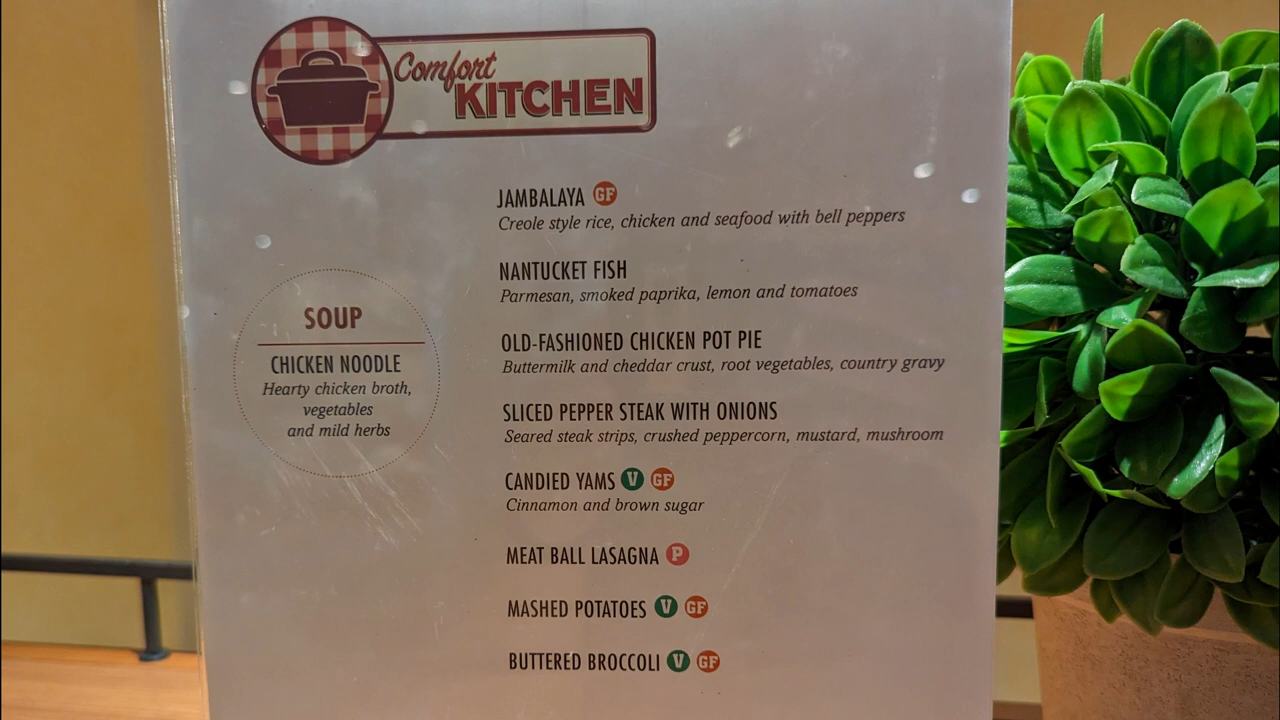 Comfort
KITCHEN
SOUP
CHICKEN NOODLE
Hearty chicken broth,
vegetables
and mild herbs
JAMBALAYA GF
Creole style rice, chicken and seafood with bell peppers
NANTUCKET FISH
Parmesan, smoked paprika, lemon and tomatoes
OLD-FASHIONED CHICKEN POT PIE
Buttermilk and cheddar crust, root vegetables, country gravy
SLICED PEPPER STEAK WITH ONIONS
Seared steak strips, crushed peppercorn, mustard, mushroom
CANDIED YAMS V GF
Cinnamon and brown sugar
MEAT BALL LASAGNA P
MASHED POTATOES V GF
BUTTERED BROCCOLI V GF